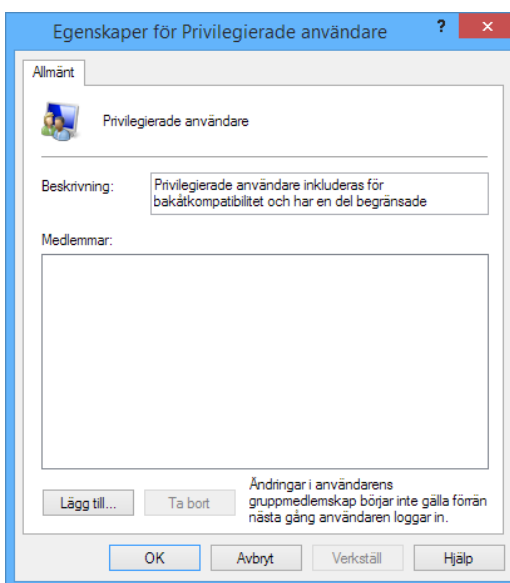 Egenskaper för Privilegierade användare
?
Allmänt
Privilegierade användare
Beskrivning:
Privilegierade användare inkluderas för
bakåtkompatibilitet och har en del begränsade
Medlemmar:
Lägg till...
Ta bort
Ändringar i användarens
gruppmedlemskap börjar inte gälla förrän
nästa gång användaren loggar in.
OK
Avbryt
Verkställ
Hjälp